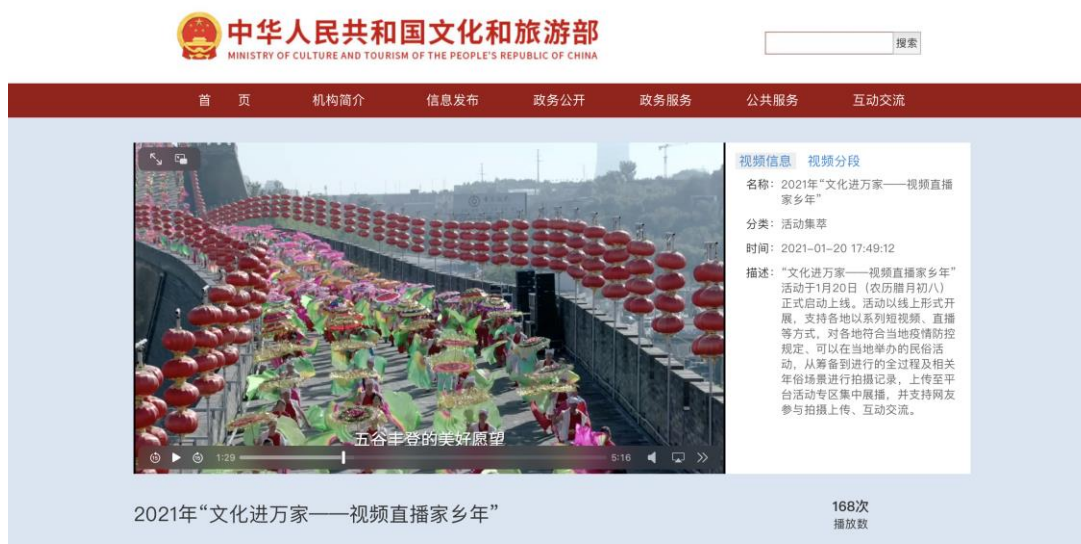 中华人民共和国文化和旅游部
MINISTRY OF CULTURE AND TOURISM OF THE PEOPLE'S REPUBLIC OF CHINA
搜索
首 页 机构简介 信息发布 政务公开 政务服务 公共服务 互动交流
视频信息 视频分段
名称: 2021年“文化进万家——视频直播
家乡年”
分类: 活动集萃
时间: 2021-01-20 17:49:12
描述: “文化进万家——视频直播家乡年”
活动于1月20日（农历腊月初八）
正式启动上线。活动以线上形式开
展，支持各地以系列短视频、直播
等方式，对各地符合当地疫情防控
规定、可以在当地举办的民俗活
动，从筹备到进行的全过程及相关
年俗场景进行拍摄记录，上传至平
台活动专区集中展播，并支持网友
参与拍摄上传、互动交流。
五谷丰登的美好愿望
15 15 1:29 5:16
2021年“文化进万家——视频直播家乡年”
168次
播放数